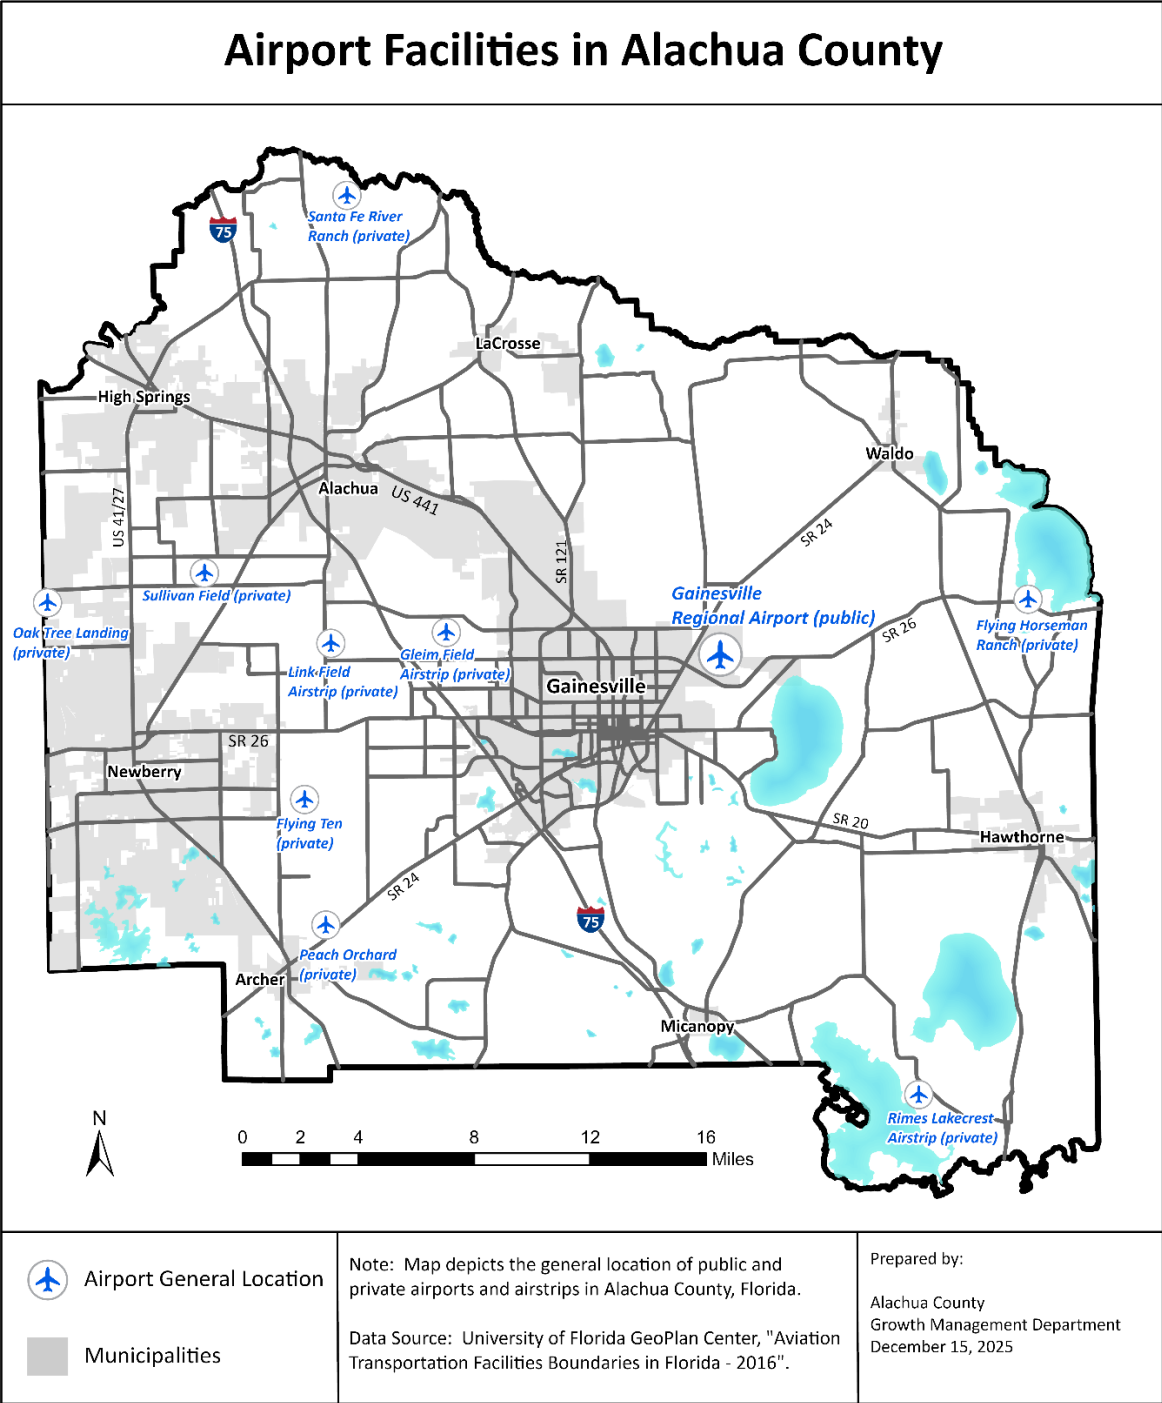 Airport Facilities in Alachua County
Santa Fe River
Ranch (private)
75
LaCrosse
High Springs
Waldo
Alachua
US 441
US 41/27
SR 121
SR 24
Sullivan Field (private)
Gainesville
Regional Airport (public)
Oak Tree Landing
(private)
Flying Horseman
Ranch (private)
SR 26
Link Field
Airstrip (private)
Gleim Field
Airstrip (private)
Gainesville
SR 26
Newberry
Flying Ten
(private)
SR 20
Hawthorne
SR 24
75
Peach Orchard
(private)
Archer
Micanopy
Rimes Lakecrest
Airstrip (private)
N
0 2 4 8 12 16
Miles
Airport General Location
Municipalities
Note: Map depicts the general location of public and
private airports and airstrips in Alachua County, Florida.
Data Source: University of Florida GeoPlan Center, "Aviation
Transportation Facilities Boundaries in Florida - 2016".
Prepared by:
Alachua County
Growth Management Department
December 15, 2025